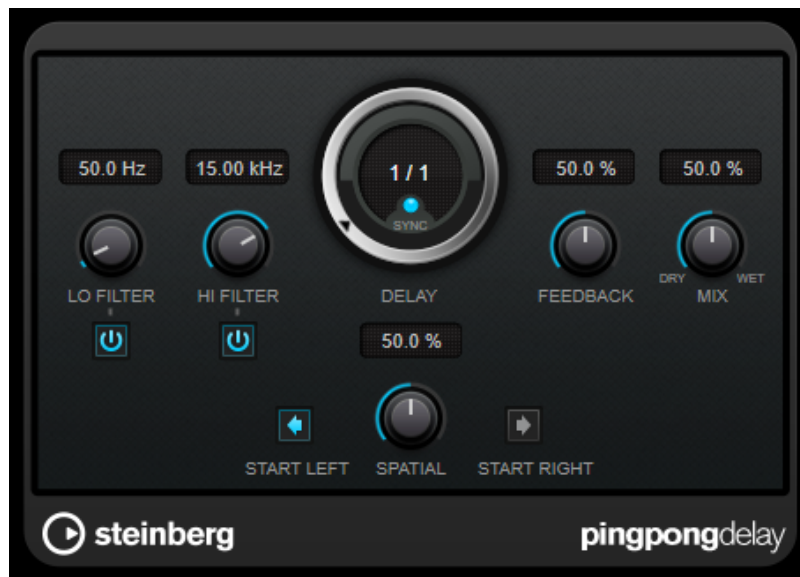 50.0 Hz
15.00 kHz
1 / 1
SYNC
50.0 %
50.0 %
LO FILTER
HI FILTER
DELAY
FEEDBACK
DRY
WET
MIX
50.0 %
START LEFT
SPATIAL
START RIGHT
steinberg
pingpongdelay